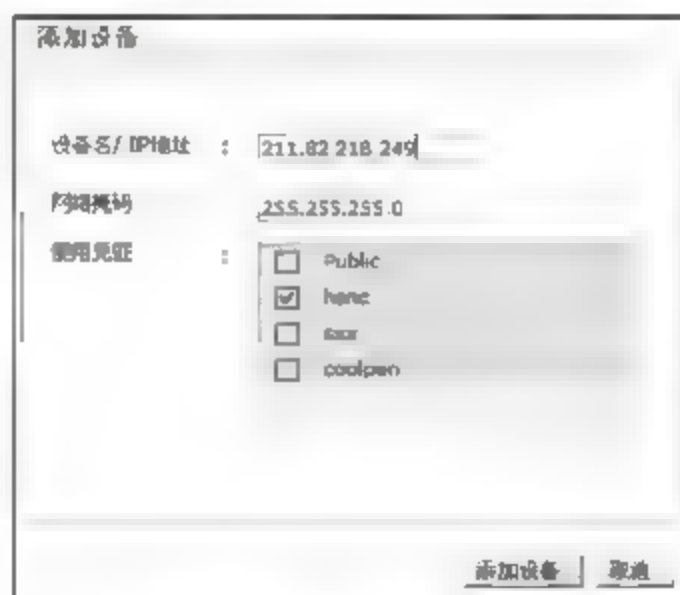 添加设备
设备名/ IP地址 : 211.82.218.249
网络掩码 255.255.255.0
使用凭证 :
Public
coolpen
添加设备 取消